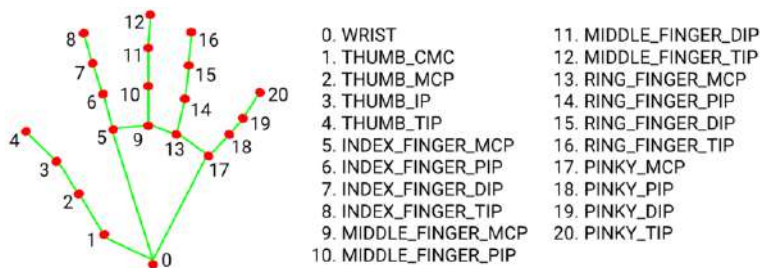 12
8
16
11
7
15
6
10
14
20
4
5
9
19
13
18
3
17
2
1
0
0. WRIST
1. THUMB_CMC
2. THUMB_MCP
3. THUMB_IP
4. THUMB_TIP
5. INDEX_FINGER_MCP
6. INDEX_FINGER_PIP
7. INDEX_FINGER_DIP
8. INDEX_FINGER_TIP
9. MIDDLE_FINGER_MCP
10. MIDDLE_FINGER_PIP
11. MIDDLE_FINGER_DIP
12. MIDDLE_FINGER_TIP
13. RING_FINGER_MCP
14. RING_FINGER_PIP
15. RING_FINGER_DIP
16. RING_FINGER_TIP
17. PINKY_MCP
18. PINKY_PIP
19. PINKY_DIP
20. PINKY_TIP